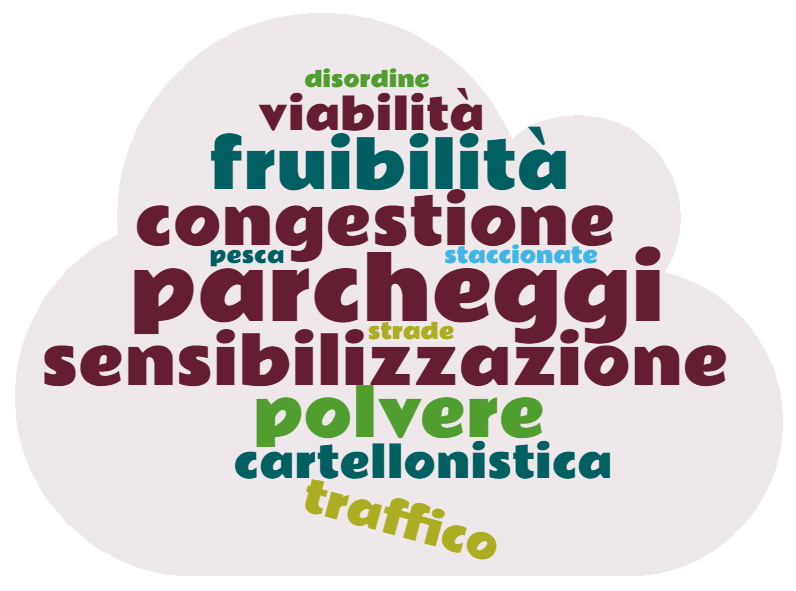 disordine
viabilità
fruibilità
congestione
pesca staccionate
parcheggi
strade
sensibilizzazione
polvere
cartellonistica
traffico